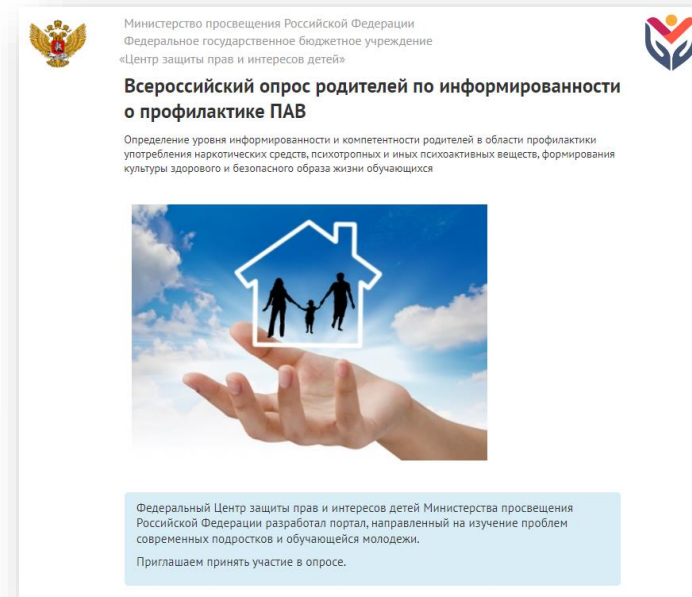 Министерство просвещения Российской Федерации
Федеральное государственное бюджетное учреждение
«Центр защиты прав и интересов детей»
Всероссийский опрос родителей по информированности
о профилактике ПАВ
Определение уровня информированности и компетентности родителей в области профилактики
употребления наркотических средств, психотропных и иных психоактивных веществ, формирования
культуры здорового и безопасного образа жизни обучающихся
Федеральный Центр защиты прав и интересов детей Министерства просвещения
Российской Федерации разработал портал, направленный на изучение проблем
современных подростков и обучающейся молодежи.
Приглашаем принять участие в опросе.